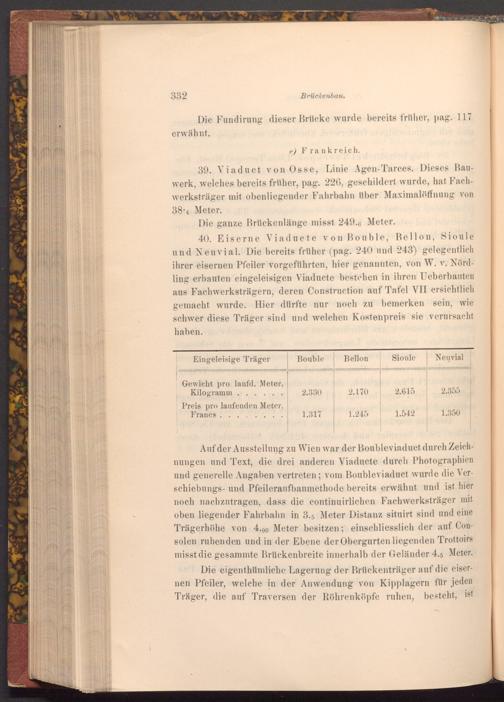 332
Brückenbau.
Die Fundirung dieser Brücke wurde bereits früher, pag. 117
erwähnt.
e) Frankreich.
39. Viaduct von Osse, Linie Agen-Tarees. Dieses Bau-
werk, welches bereits früher, pag. 226, geschildert wurde, hat Fach-
werksträger mit obenliegender Fahrbahn über Maximalöffnung von
38·4 Meter.
Die ganze Brückenlänge misst 249.6 Meter.
40. Eiserne Viaducte von Bouble, Bellon, Sioule
und Neuvial. Die bereits früher (pag. 240 und 243) gelegentlich
ihrer eisernen Pfeiler vorgeführten, hier genannten, von W. v. Nörd-
ling erbauten eingeleisigen Viaducte bestehen in ihren Ueberbauten
aus Fachwerksträgern, deren Construction auf Tafel VII ersichtlich
gemacht wurde. Hier dürfte nur noch zu bemerken sein, wie
schwer diese Träger sind und welchen Kostenpreis sie verursacht
haben.
Eingeleisige Träger Bouble Bellon Sioule Neuvial
Gewicht pro laufd. Meter,
Kilogramm . . . . . . 2.330 2.170 2.615 2.355
Preis pro laufenden Meter,
Francs . . . . . . . . 1.317 1.245 1.542 1.350
Auf der Ausstellung zu Wien war der Boubleviaduct durch Zeich-
nungen und Text, die drei anderen Viaducte durch Photographien
und generelle Angaben vertreten; vom Boubleviaduct wurde die Ver-
schiebungs- und Pfeileraufbaumethode bereits erwähnt und ist hier
noch nachzutragen, dass die continuirlichen Fachwerksträger mit
oben liegender Fahrbahn in 3.5 Meter Distanz situirt sind und eine
Trägerhöhe von 4.00 Meter besitzen; einschliesslich der auf Con-
solen ruhenden und in der Ebene der Obergurten liegenden Trottoirs
misst die gesammte Brückenbreite innerhalb der Geländer 4.5 Meter.
Die eigenthümliche Lagerung der Brückenträger auf die eiser-
nen Pfeiler, welche in der Anwendung von Kipplagern für jeden
Träger, die auf Traversen der Röhrenköpfe ruhen, besteht, ist